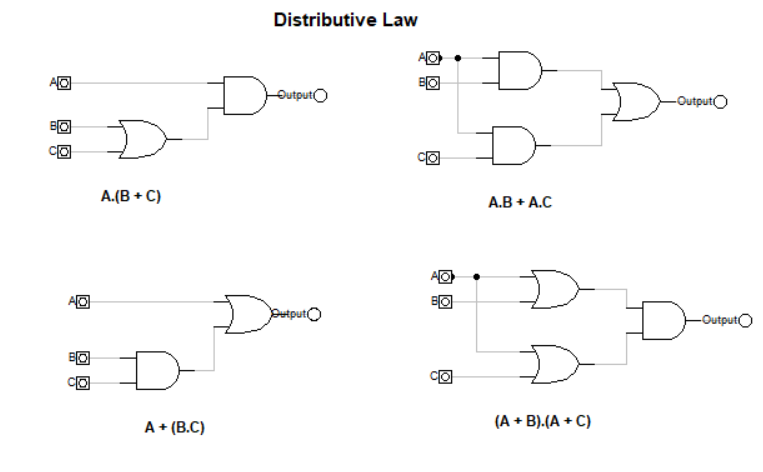 Distributive Law
A
B
C
Output
A.(B + C)
A
B
C
Output
A.B + A.C
A
B
C
Output
A + (B.C)
A
B
C
Output
(A + B).(A + C)